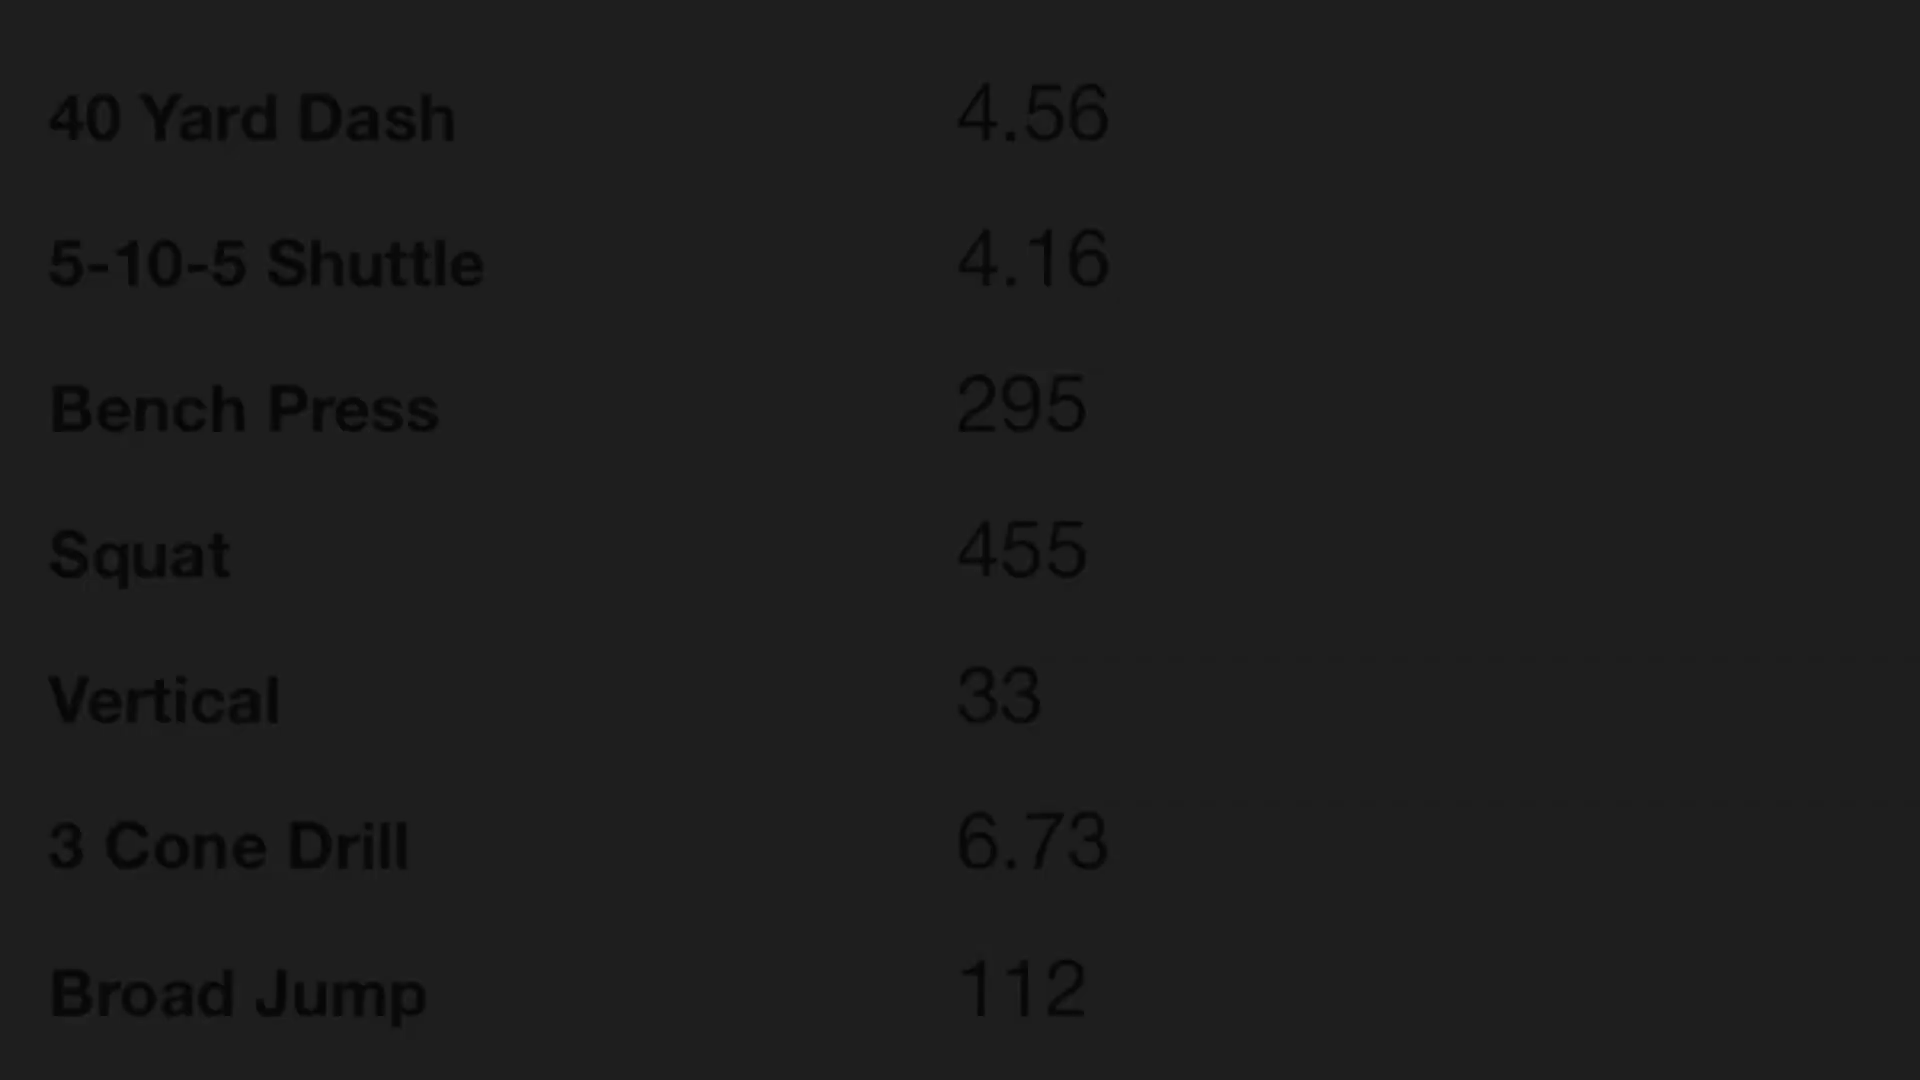 40 Yard Dash 4.56
5-10-5 Shuttle 4.16
Bench Press 295
Squat 455
Vertical 33
3 Cone Drill 6.73
Broad Jump 112